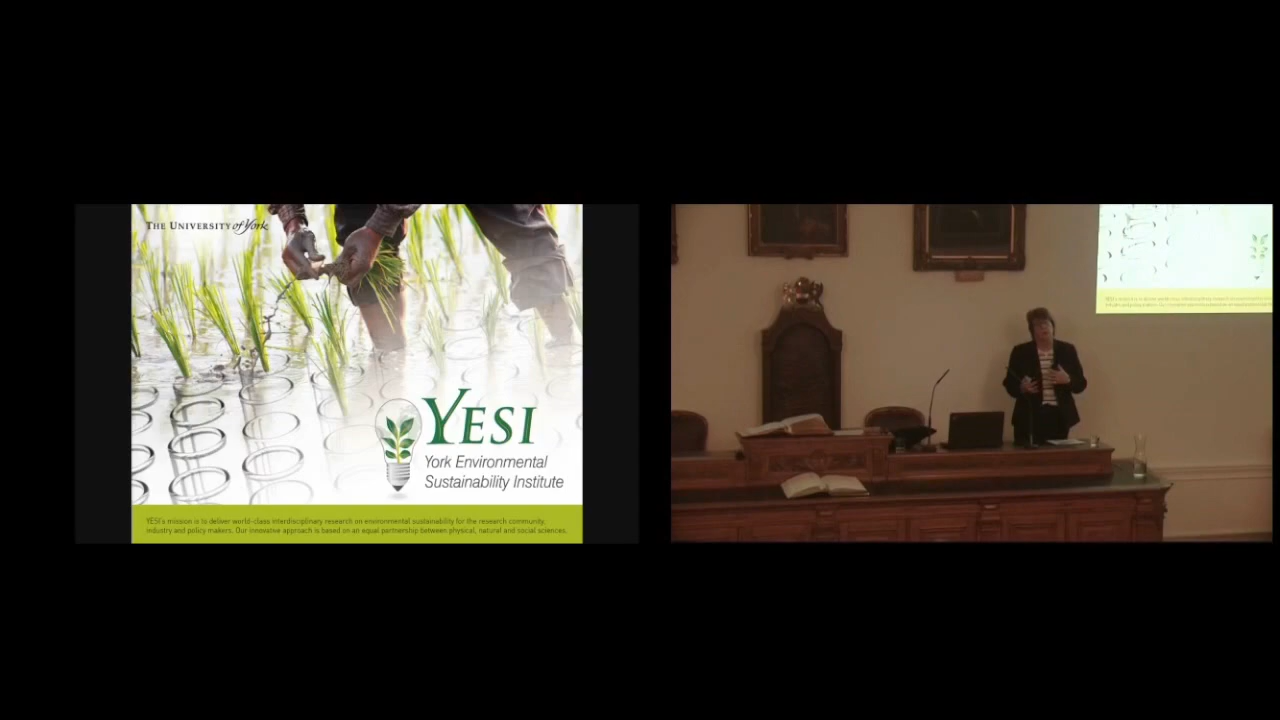 THE UNIVERSITY of York
YESI
York Environmental
Sustainability Institute
YESI's mission is to deliver world-class interdisciplinary research on environmental sustainability for the research community,
industry and policy makers. Our innovative approach is based on an equal partnership between physical, natural and social sciences.